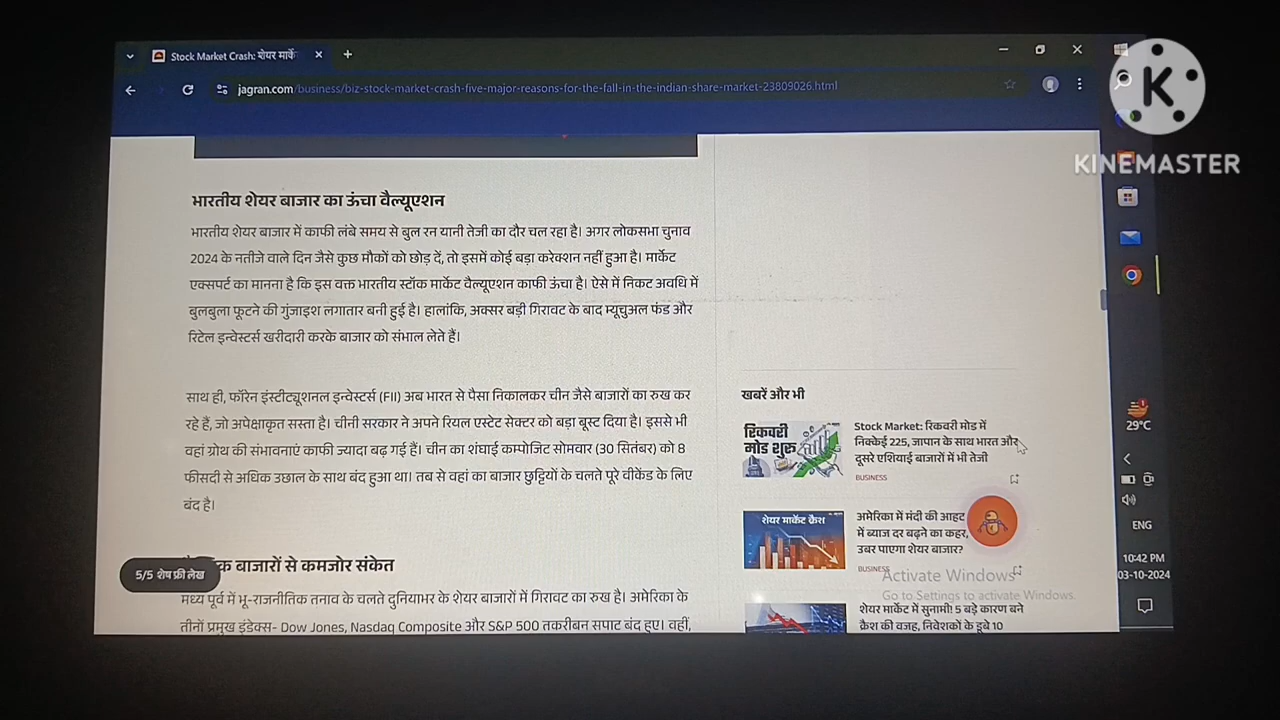 Stock Market Crash: शेयर मार्के
jagran.com/business/biz-stock-market-crash-five-major-reasons-for-the-fall-in-the-indian-share-market-23809026.html
KINEMASTER
भारतीय शेयर बाजार का ऊंचा वैल्यूएशन
भारतीय शेयर बाजार में काफी लंबे समय से बुल रन यानी तेजी का दौर चल रहा है। अगर लोकसभा चुनाव
2024 के नतीजे वाले दिन जैसे कुछ मौकों को छोड़ दें, तो इसमें कोई बड़ा करेक्शन नहीं हुआ है। मार्केट
एक्सपर्ट का मानना है कि इस वक्त भारतीय स्टॉक मार्केट वैल्यूएशन काफी ऊंचा है। ऐसे में निकट अवधि में
बुलबुला फूटने की गुंजाइश लगातार बनी हुई है। हालांकि, अक्सर बड़ी गिरावट के बाद म्यूचुअल फंड और
रिटेल इन्वेस्टर्स खरीदारी करके बाजार को संभाल लेते हैं।
साथ ही, फॉरेन इंस्टीट्यूशनल इन्वेस्टर्स (FII) अब भारत से पैसा निकालकर चीन जैसे बाजारों का रुख कर
रहे हैं, जो अपेक्षाकृत सस्ता है। चीनी सरकार ने अपने रियल एस्टेट सेक्टर को बड़ा बूस्ट दिया है। इससे भी
वहां ग्रोथ की संभावनाएं काफी ज्यादा बढ़ गई हैं। चीन का शंघाई कम्पोजिट सोमवार (30 सितंबर) को 8
फीसदी से अधिक उछाल के साथ बंद हुआ था। तब से वहां का बाजार छुट्टियों के चलते पूरे वीकेंड के लिए
बंद है।
क बाजारों से कमजोर संकेत
5/5 शेष फ्री लेख
मध्य पूर्व में भू-राजनीतिक तनाव के चलते दुनियाभर के शेयर बाजारों में गिरावट का रुख है। अमेरिका के
तीनों प्रमुख इंडेक्स- Dow Jones, Nasdaq Composite और S&P 500 तकरीबन सपाट बंद हुए। वहीं,
खबरें और भी
रिकवरी
मोड शुरू
Stock Market: रिकवरी मोड में
निक्केई 225, जापान के साथ भारत और
दूसरे एशियाई बाजारों में भी तेजी
BUSINESS
शेयर मार्केट क्रैश
अमेरिका में मंदी की आहट
में ब्याज दर बढ़ने का कहर,
उबर पाएगा शेयर बाजार?
BUSINESS
Activate Windows
Go to Settings to activate Windows.
शेयर मार्केट में सुनामी! 5 बड़े कारण बने
क्रैश की वजह, निवेशकों के डूबे 10
29°C
ENG
10:42 PM
03-10-2024